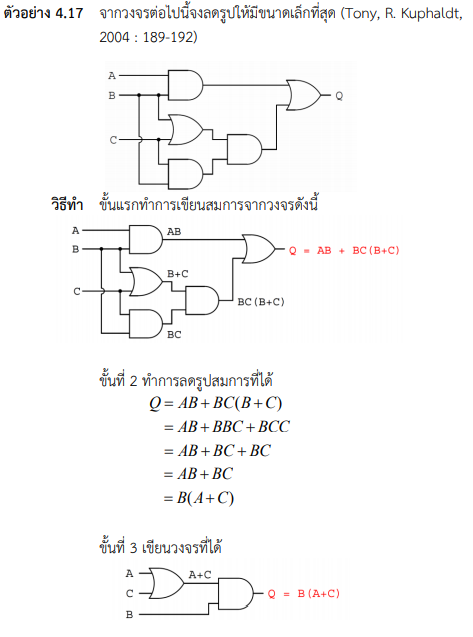 ตัวอย่าง 4.17 จากวงจรต่อไปนี้จงลดรูปให้มีขนาดเล็กที่สุด (Tony, R. Kuphaldt,
2004 : 189-192)
A
B
Q
C
วิธีทำ ขั้นแรกทำการเขียนสมการจากวงจรดังนี้
A
AB
B
Q = AB + BC(B+C)
B+C
C
BC(B+C)
BC
ขั้นที่ 2 ทำการลดรูปสมการที่ได้
Q = AB + BC(B + C)
= AB + BBC + BCC
= AB + BC + BC
= AB + BC
= B(A + C)
ขั้นที่ 3 เขียนวงจรที่ได้
A
A+C
C
Q = B(A+C)
B